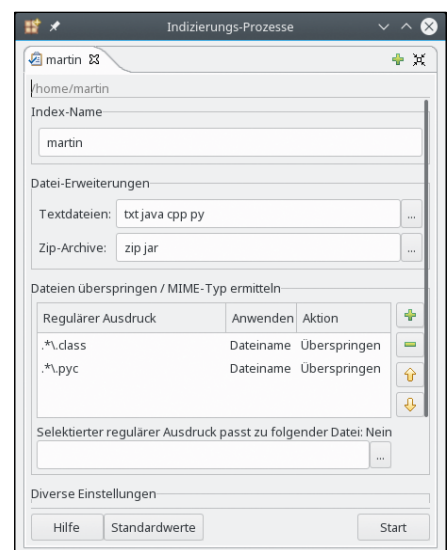 Indizierungs-Prozesse
martin
/home/martin
Index-Name
martin
Datei-Erweiterungen
Textdateien: txt java cpp py ...
Zip-Archive: zip jar ...
Dateien überspringen / MIME-Typ ermitteln
Regulärer Ausdruck Anwenden Aktion
.*\.class Dateiname Überspringen
.*\.pyc Dateiname Überspringen
Selektierter regulärer Ausdruck passt zu folgender Datei: Nein
...
Diverse Einstellungen
Hilfe Standardwerte Start